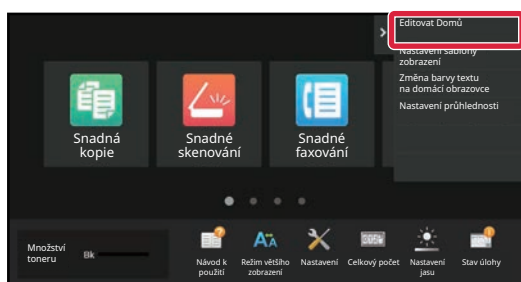 Editovat Domů
Nastavení šablony
zobrazení
Změna barvy textu
na domácí obrazovce
Nastavení průhlednosti
Snadná
kopie
Snadné
skenování
Snadné
faxování
Množství
toneru
Bk
Návod k
použití
Režim většího
zobrazení
Nastavení
Celkový počet
Nastavení
jasu
Stav úlohy